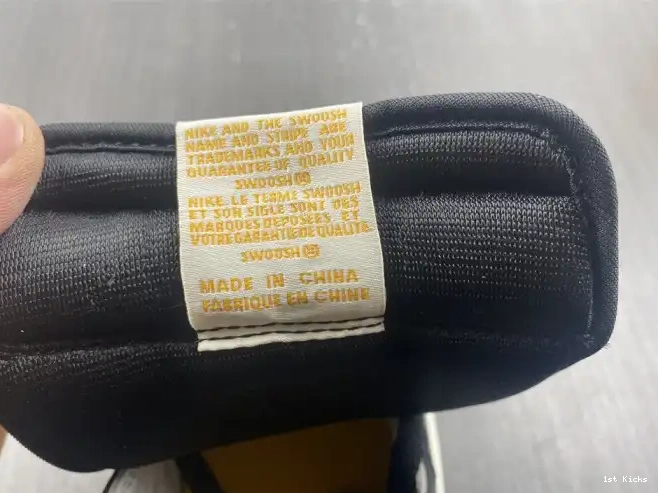 NIKE AND THE SWOOSH
NAME AND STRIPE ARE
TRADEMARKS AND YOUR
GUARANTEE OF QUALITY
SWOOSH®
NIKE, LE TERME SWOOSH
ET SON SIGLE SONT DES
MARQUES DEPOSEES ET
VOTRE GARANTIE DE QUALITE
SWOOSH®
MADE IN CHINA
FABRIQUE EN CHINE
1st Kicks